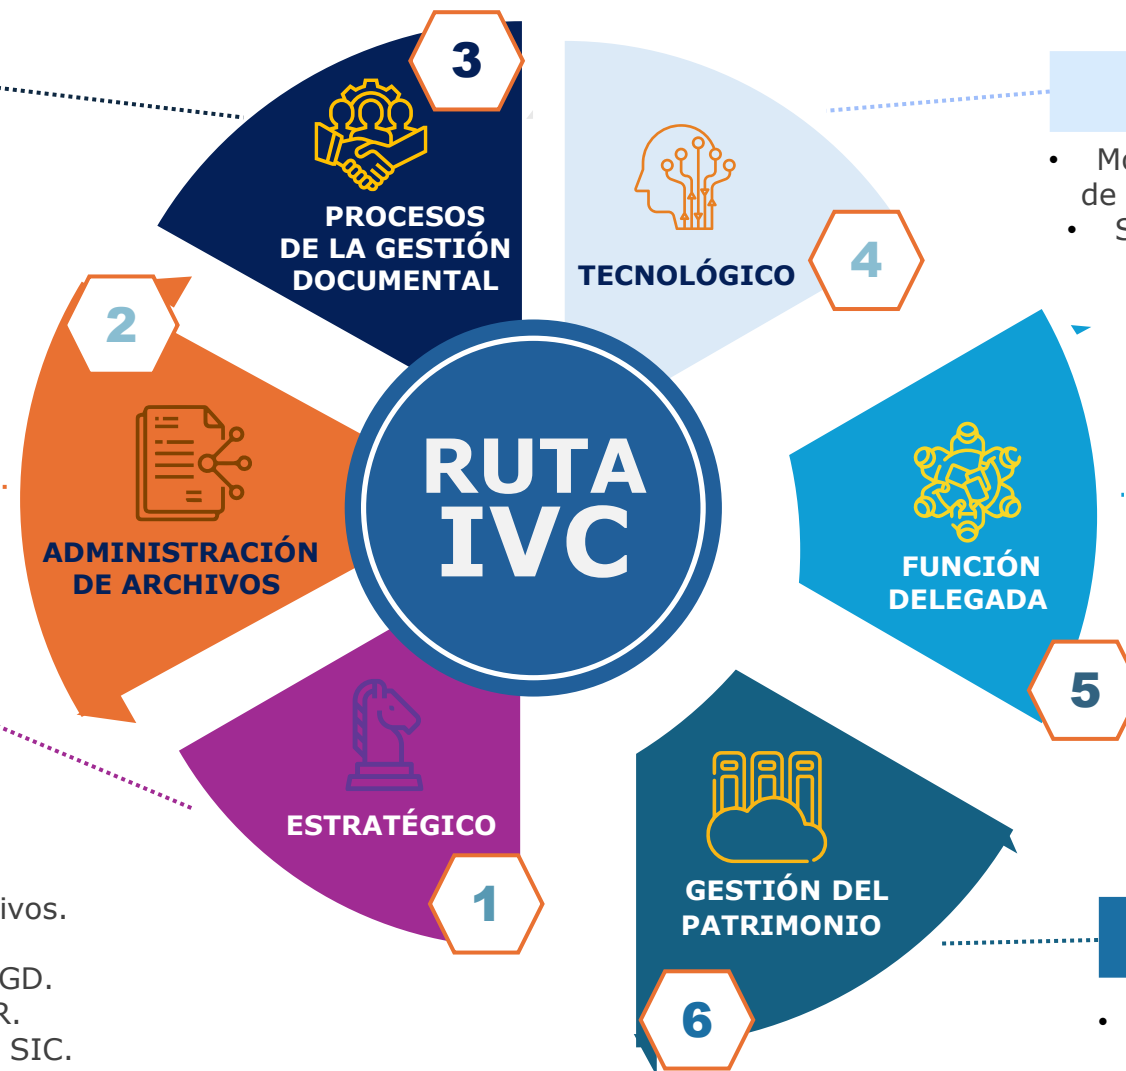 3
PROCESOS
DE LA GESTIÓN
DOCUMENTAL
TECNOLÓGICO
4
de
2
ADMINISTRACIÓN
DE ARCHIVOS
RUTA
IVC
FUNCIÓN
DELEGADA
5
ESTRATÉGICO
1
GESTIÓN DEL
PATRIMONIO
6
ivos.
GD.
R.
SIC.